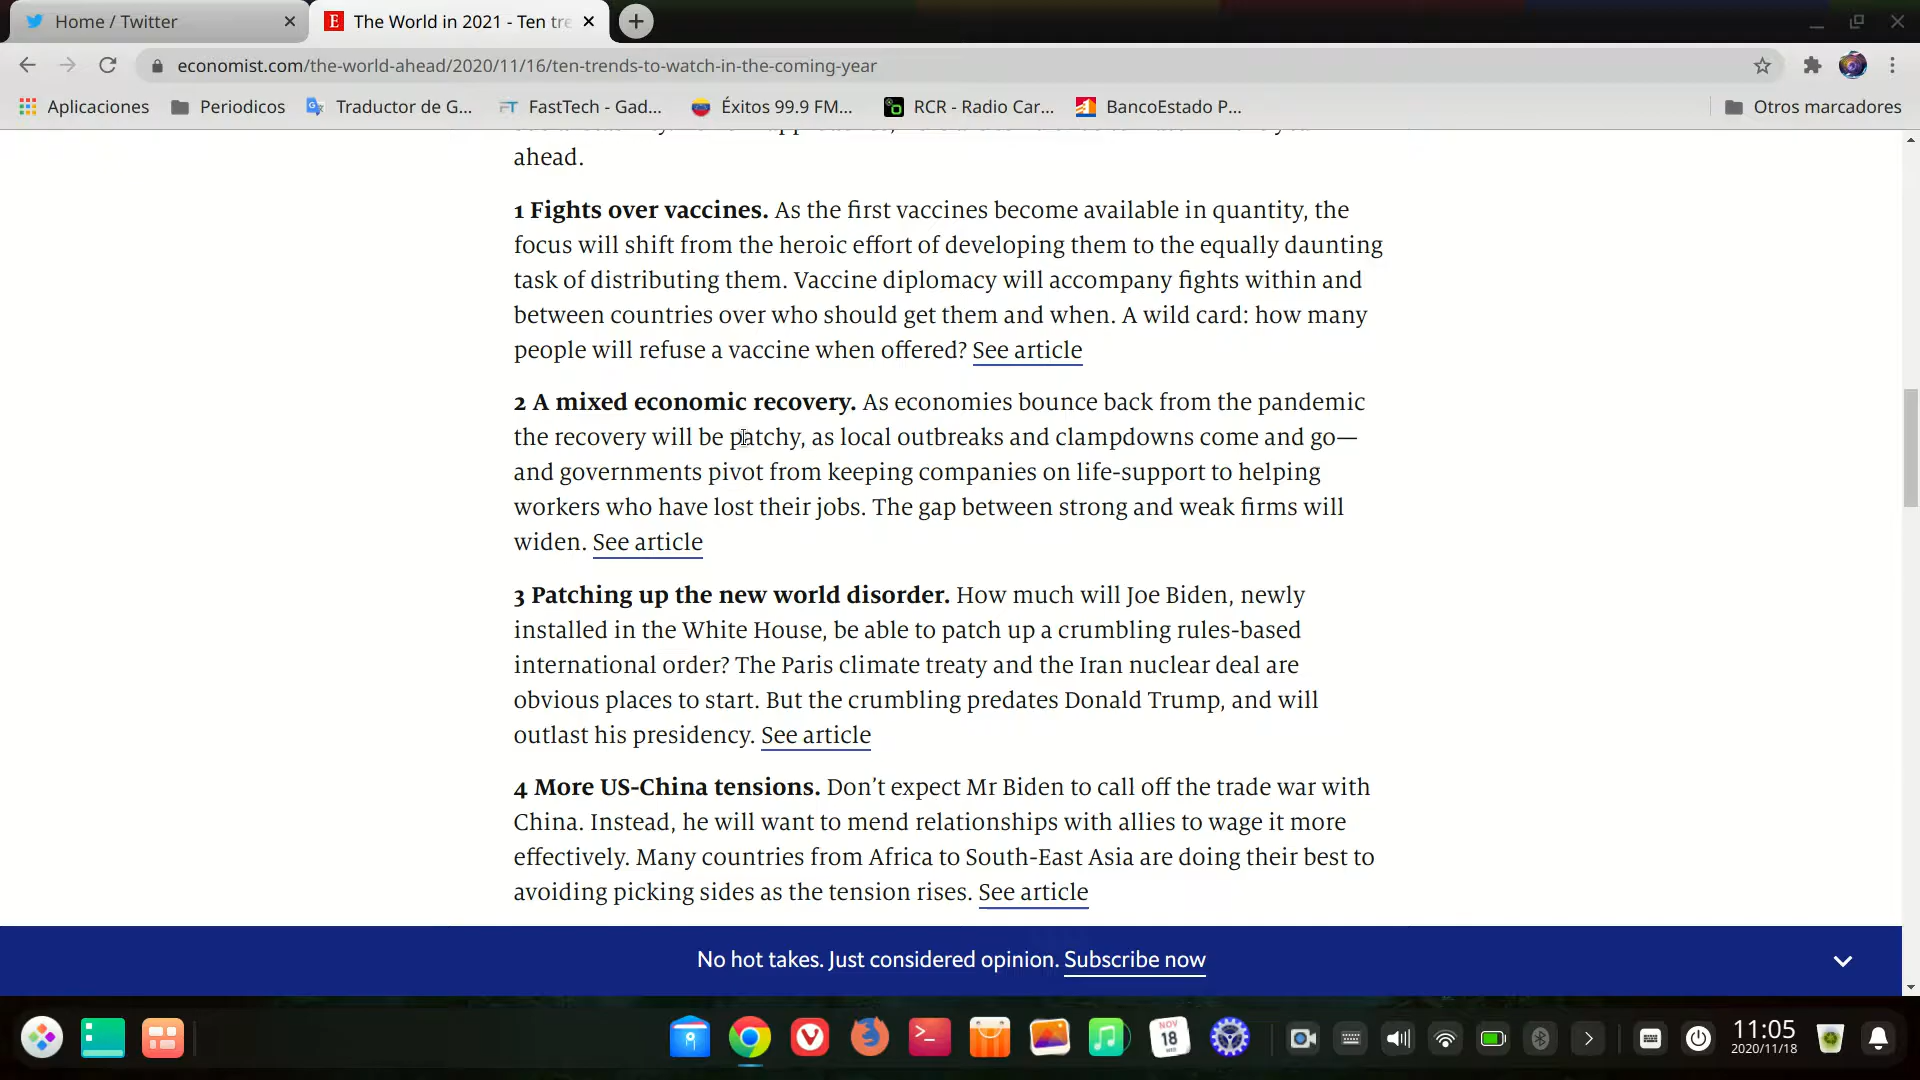 Home / Twitter
The World in 2021 - Ten tre
economist.com/the-world-ahead/2020/11/16/ten-trends-to-watch-in-the-coming-year
Aplicaciones
Periodicos
Traductor de G...
FastTech - Gad...
Éxitos 99.9 FM...
RCR - Radio Car...
BancoEstado P...
Otros marcadores
ahead.
1 Fights over vaccines. As the first vaccines become available in quantity, the
focus will shift from the heroic effort of developing them to the equally daunting
task of distributing them. Vaccine diplomacy will accompany fights within and
between countries over who should get them and when. A wild card: how many
people will refuse a vaccine when offered? See article
2 A mixed economic recovery. As economies bounce back from the pandemic
the recovery will be patchy, as local outbreaks and clampdowns come and go—
and governments pivot from keeping companies on life-support to helping
workers who have lost their jobs. The gap between strong and weak firms will
widen. See article
3 Patching up the new world disorder. How much will Joe Biden, newly
installed in the White House, be able to patch up a crumbling rules-based
international order? The Paris climate treaty and the Iran nuclear deal are
obvious places to start. But the crumbling predates Donald Trump, and will
outlast his presidency. See article
4 More US-China tensions. Don’t expect Mr Biden to call off the trade war with
China. Instead, he will want to mend relationships with allies to wage it more
effectively. Many countries from Africa to South-East Asia are doing their best to
avoiding picking sides as the tension rises. See article
No hot takes. Just considered opinion. Subscribe now
NOV
18
11:05
2020/11/18